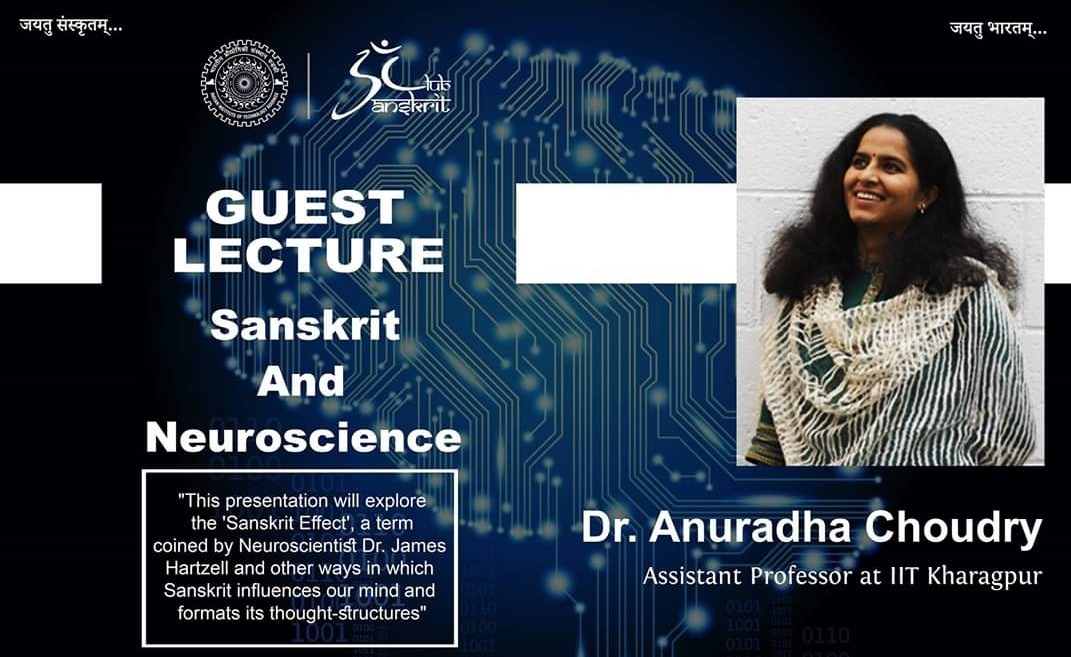 जयतु संस्कृतम्...
जयतु भारतम्...
Club
Sanskrit
GUEST
LECTURE
Sanskrit
And
Neuroscience
"This presentation will explore
the 'Sanskrit Effect', a term
coined by Neuroscientist Dr. James
Hartzell and other ways in which
Sanskrit influences our mind and
formats its thought-structures"
Dr. Anuradha Choudry
Assistant Professor at IIT Kharagpur